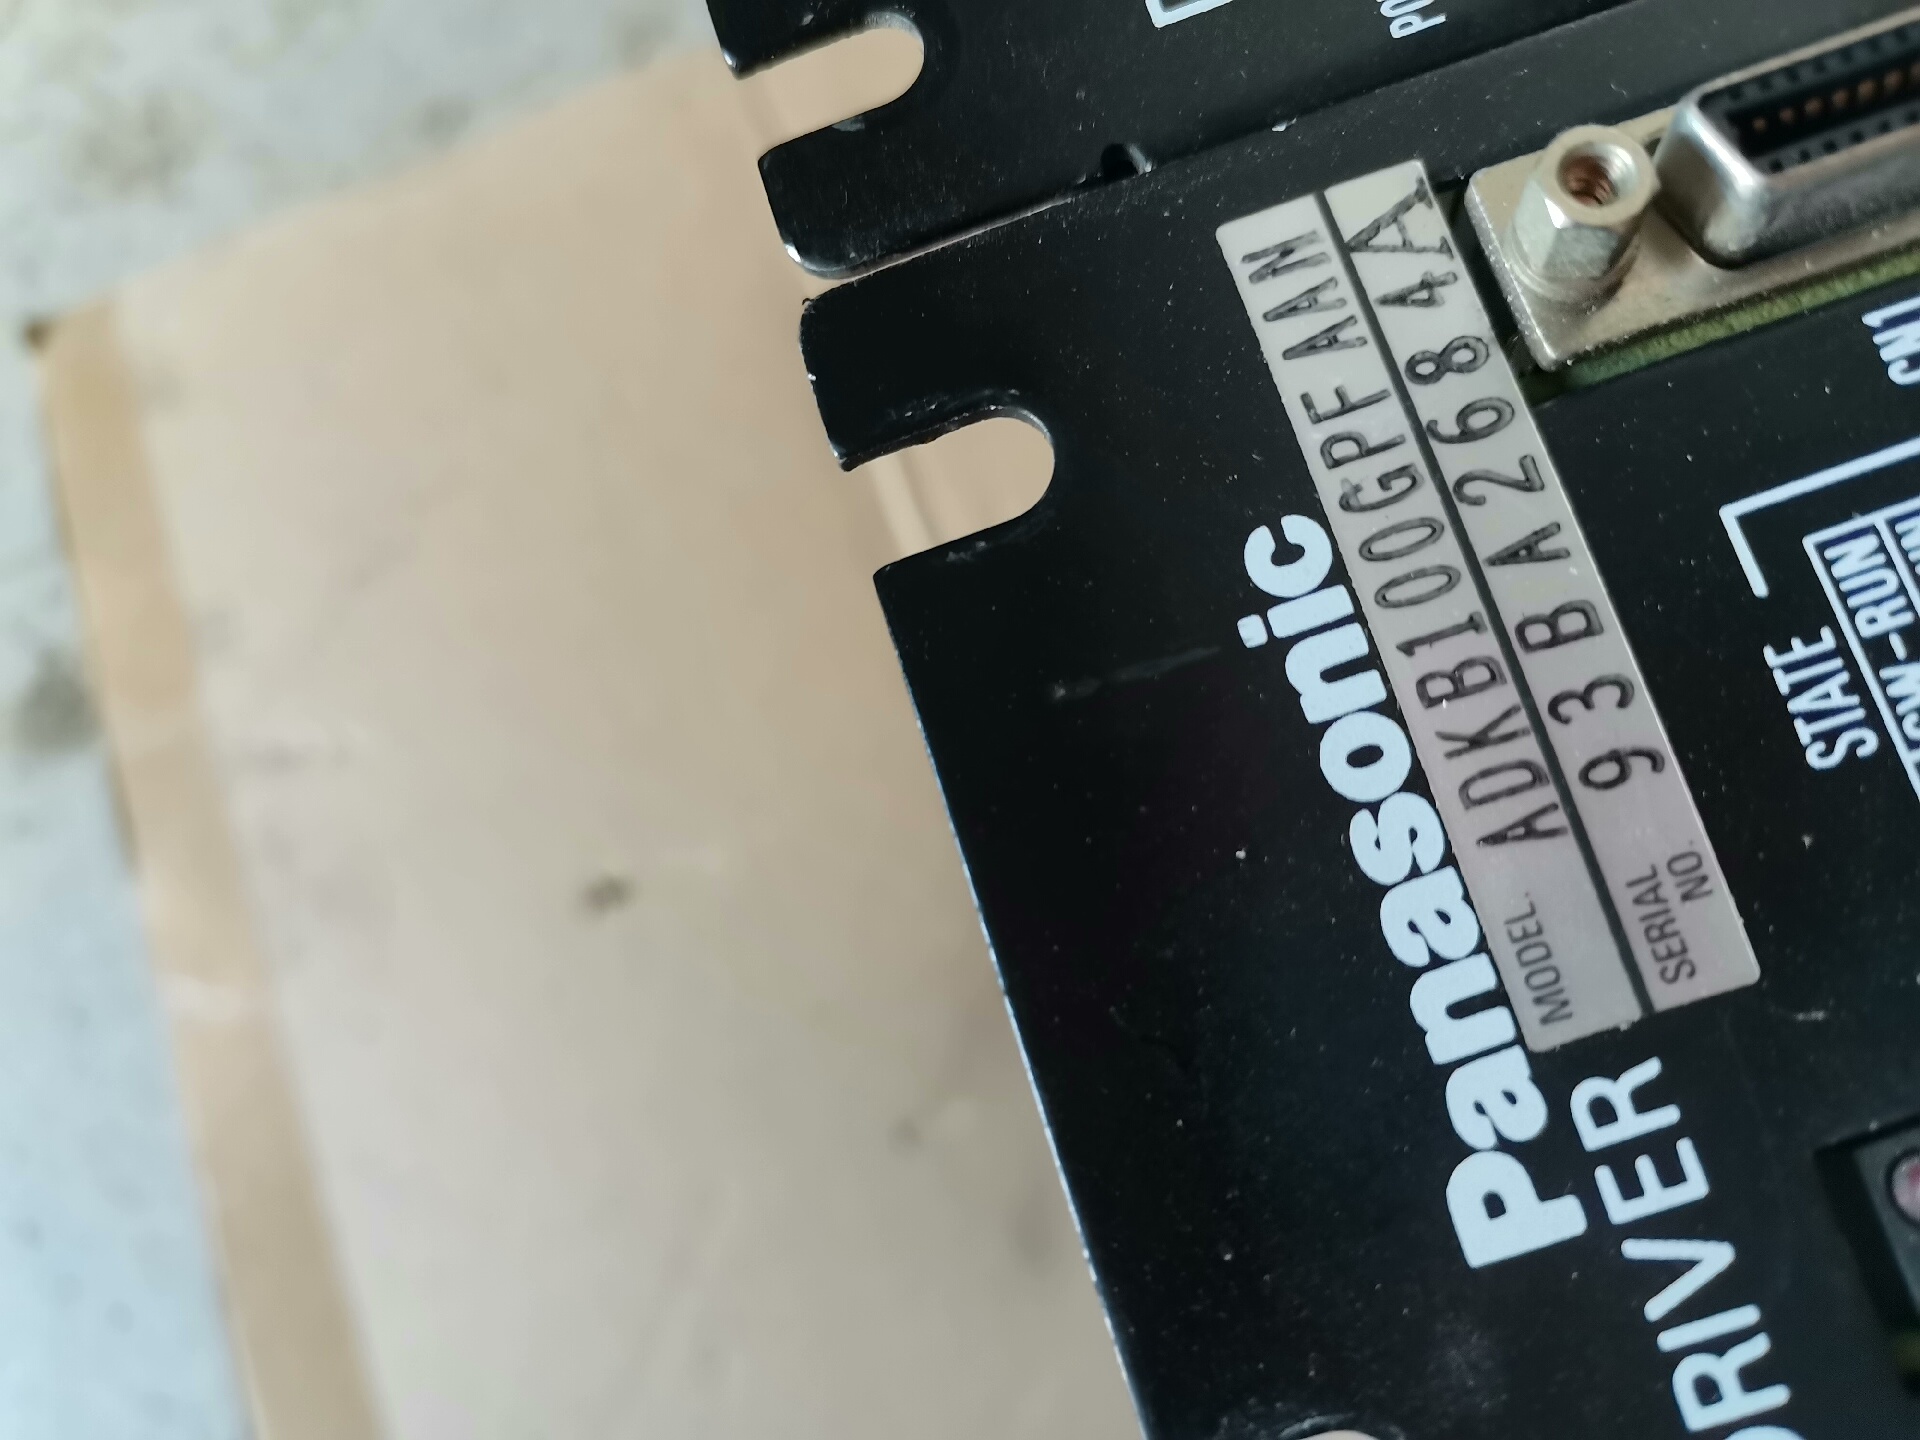 Panasonic
DRIVER
MODEL. ADKB100GPFAAN
SERIAL NO. 93BA2684A
STATE
CN1